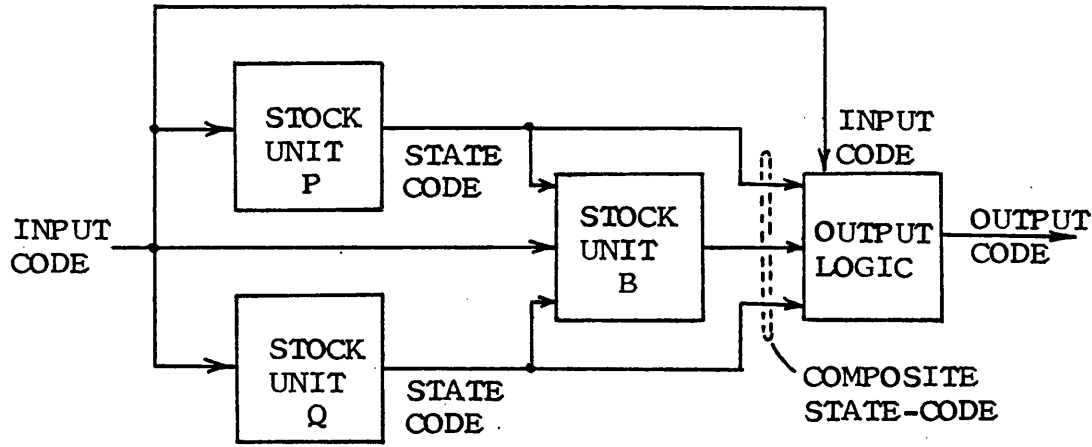 STOCK
UNIT
P
STATE
CODE
INPUT
CODE
INPUT
CODE
STOCK
UNIT
B
OUTPUT
LOGIC
OUTPUT
CODE
STOCK
UNIT
Q
STATE
CODE
COMPOSITE
STATE-CODE